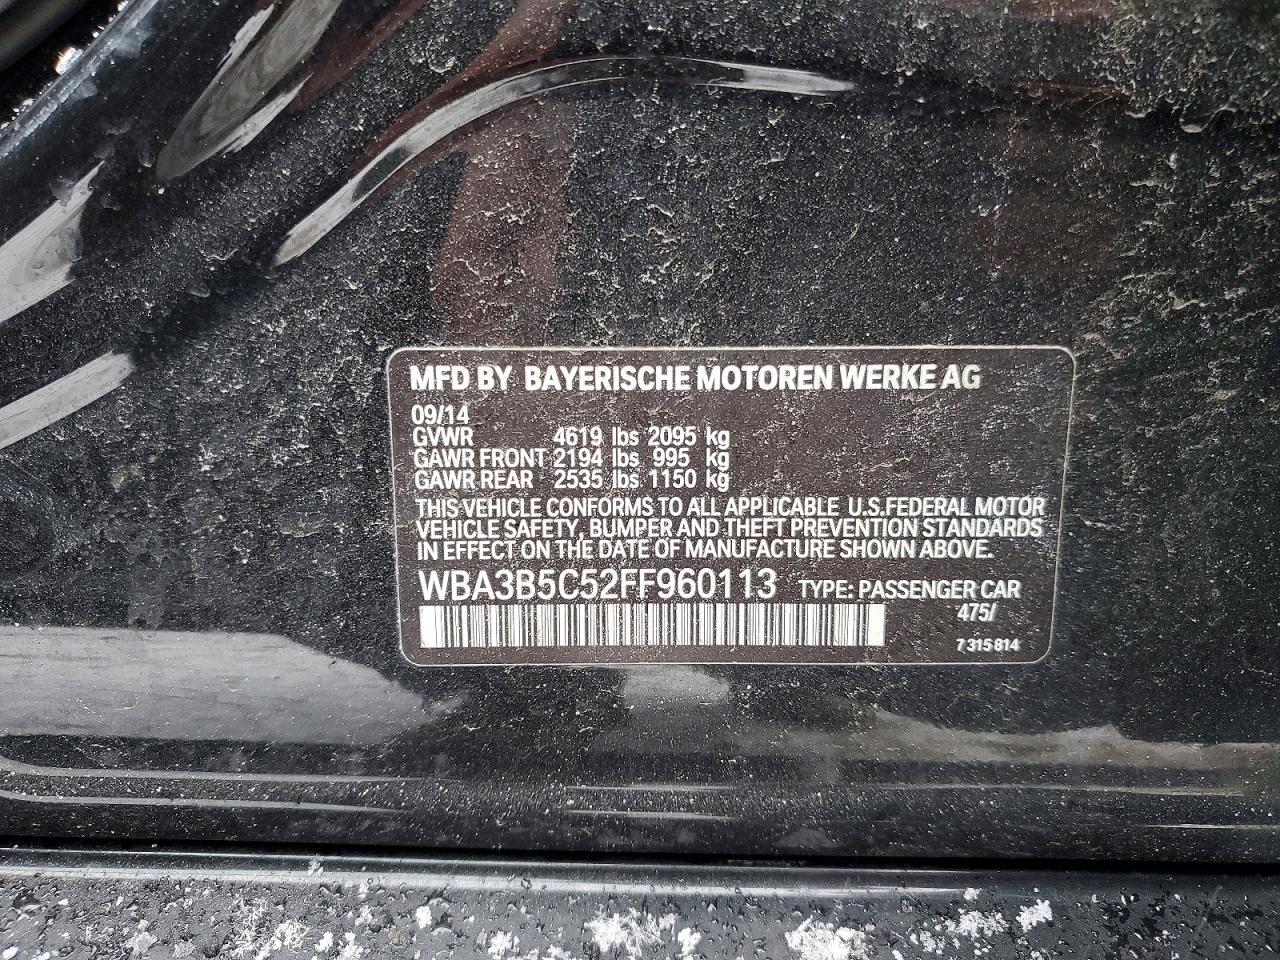 MFD BY BAYERISCHE MOTOREN WERKE AG
09/14
GVWR 4619 lbs 2095 kg
GAWR FRONT 2194 lbs 995 kg
GAWR REAR 2535 lbs 1150 kg
THIS VEHICLE CONFORMS TO ALL APPLICABLE U.S.FEDERAL MOTOR
VEHICLE SAFETY, BUMPER AND THEFT PREVENTION STANDARDS
IN EFFECT ON THE DATE OF MANUFACTURE SHOWN ABOVE.
WBA3B5C52FF960113 TYPE: PASSENGER CAR
475/
7 315 814